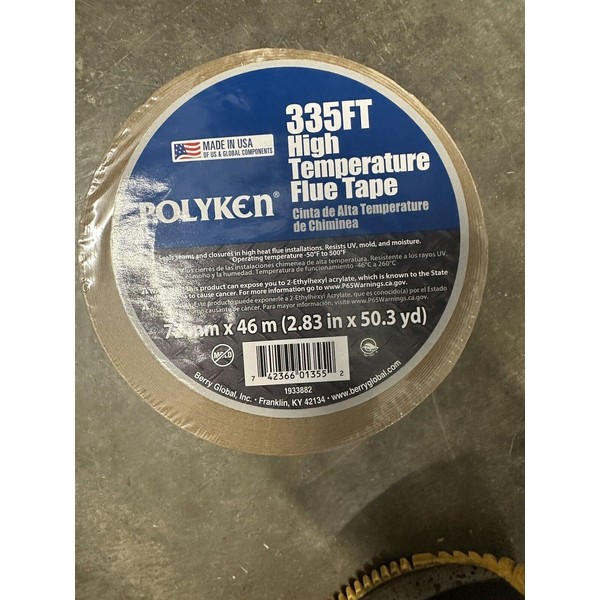 335FT
High
Temperature
Flue Tape
MADE IN USA
OF US & GLOBAL COMPONENTS
POLYKEN®
Cinta de Alta Temperature
de Chiminea
Seals seams and closures in high heat flue installations. Resists UV, mold, and moisture.
Operating temperature -50°F to 500°F
cierres de las instalaciones chimenea de alta temperatura. Resistente a los rayos UV,
y la humedad. Temperatura de funcionamiento -46°C a 260°C
product can expose you to 2-Ethylhexyl acrylate, which is known to the State
to cause cancer. For more information go to www.P65Warnings.ca.gov.
Este producto puede exponerle a 2-Ethylhexyl Acrylate, que es conocido(a) por el Estado
como causante de cancer. Para mayor información, visite www.P65Warnings.ca.gov.
mm x 46 m (2.83 in x 50.3 yd)
MOLD
7 42366 01355 2
1933882
Berry Global, Inc. • Franklin, KY 42134 • www.berryglobal.com